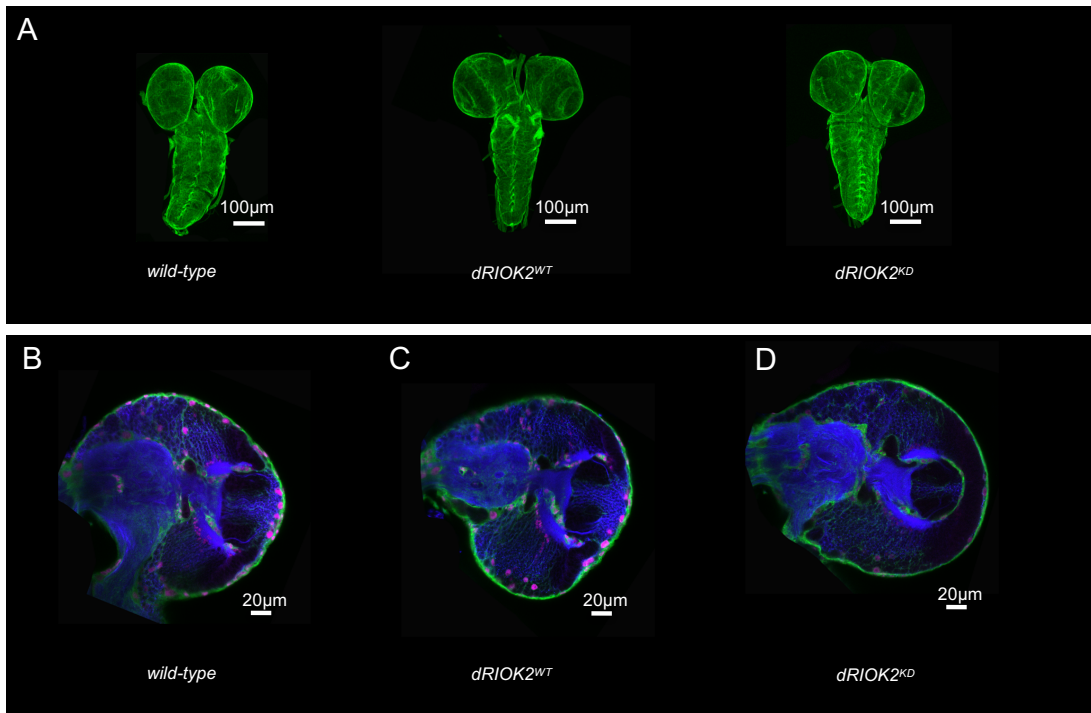 A
100µm
100µm
100µm
wild-type
dRIOK2WT
dRIOK2KD
B
C
D
20µm
20µm
20µm
wild-type
dRIOK2WT
dRIOK2KD